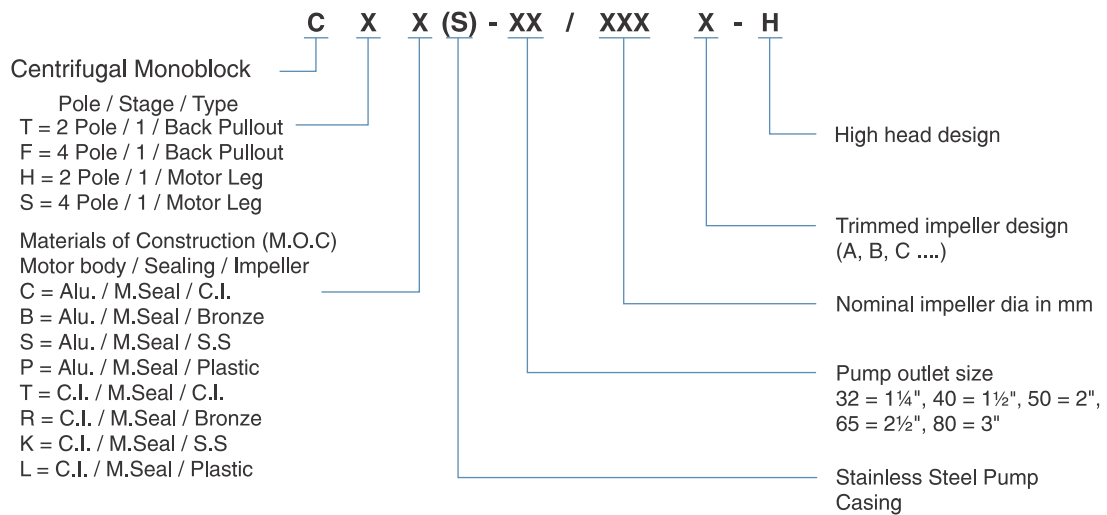 C X X (S) - XX / XXX X - H
Centrifugal Monoblock
Pole / Stage / Type
T = 2 Pole / 1 / Back Pullout
F = 4 Pole / 1 / Back Pullout
H = 2 Pole / 1 / Motor Leg
S = 4 Pole / 1 / Motor Leg
Materials of Construction (M.O.C)
Motor body / Sealing / Impeller
C = Alu. / M.Seal / C.I.
B = Alu. / M.Seal / Bronze
S = Alu. / M.Seal / S.S
P = Alu. / M.Seal / Plastic
T = C.I. / M.Seal / C.I.
R = C.I. / M.Seal / Bronze
K = C.I. / M.Seal / S.S
L = C.I. / M.Seal / Plastic
High head design
Trimmed impeller design
(A, B, C ....)
Nominal impeller dia in mm
Pump outlet size
32 = 1¼", 40 = 1½", 50 = 2",
65 = 2½", 80 = 3"
Stainless Steel Pump
Casing